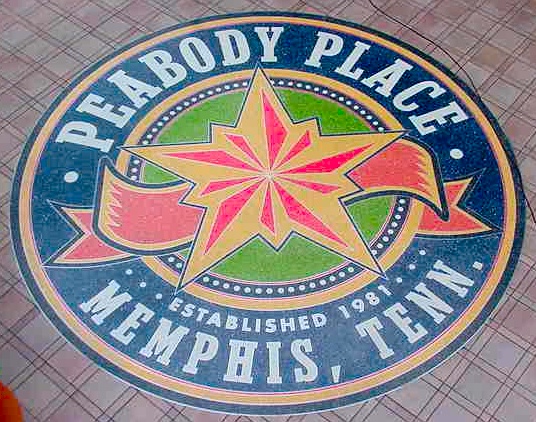 PEABODY PLACE
ESTABLISHED 1981
MEMPHIS, TENN.